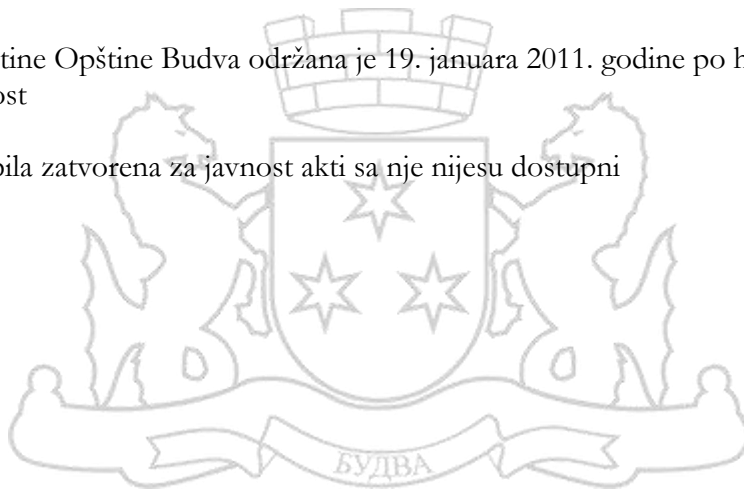 tine Opštine Budva održana je 19. januara 2011. godine po h
ost
bila zatvorena za javnost akti sa nje nijesu dostupni
БУДВА